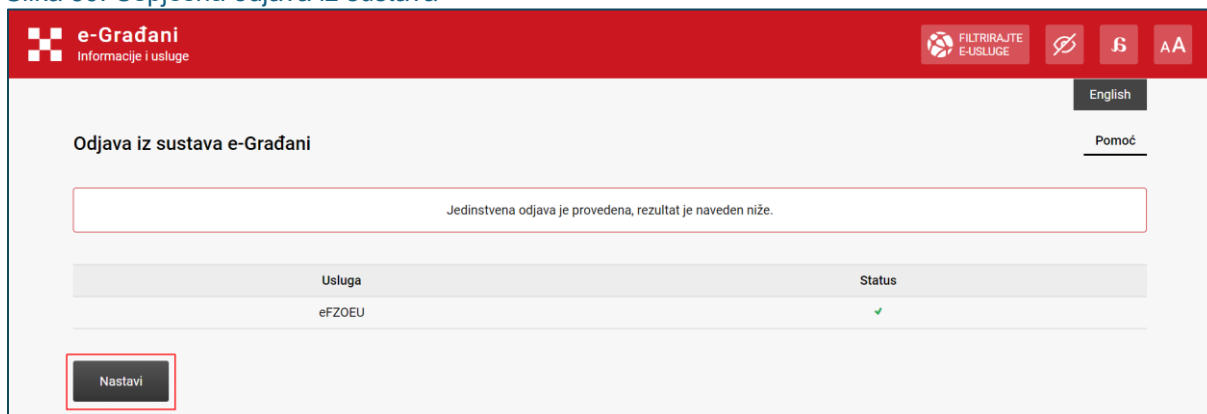 e-Građani
Informacije i usluge
FILTRIRAJTE
E-USLUGE
AA
English
Odjava iz sustava e-Građani
Pomoć
Jedinstvena odjava je provedena, rezultat je naveden niže.
Usluga Status
eFZOEU
Nastavi